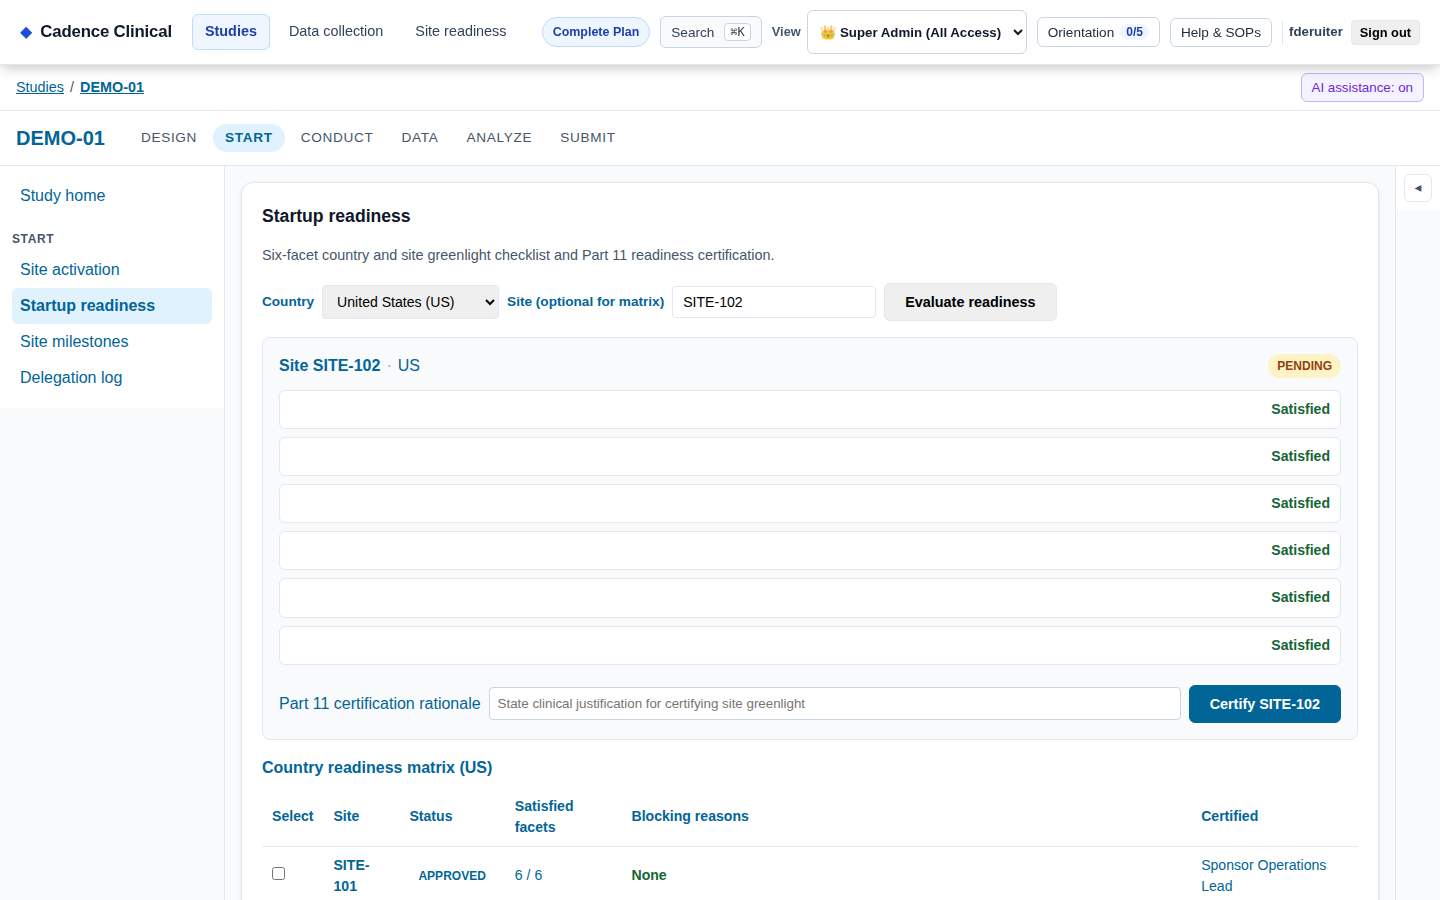 ◆ Cadence Clinical Studies Data collection Site readiness Complete Plan Search ⌘K View 👑 Super Admin (All Access) Orientation 0/5 Help & SOPs fderuiter Sign out
Studies / DEMO-01 AI assistance: on
DEMO-01 DESIGN START CONDUCT DATA ANALYZE SUBMIT
Study home
START
Site activation
Startup readiness
Site milestones
Delegation log
◀
Startup readiness
Six-facet country and site greenlight checklist and Part 11 readiness certification.
Country United States (US) Site (optional for matrix) SITE-102 Evaluate readiness
Site SITE-102 · US PENDING
Satisfied
Satisfied
Satisfied
Satisfied
Satisfied
Satisfied
Part 11 certification rationale State clinical justification for certifying site greenlight Certify SITE-102
Country readiness matrix (US)
Select Site Status Satisfied facets Blocking reasons Certified
SITE-101 APPROVED 6 / 6 None Sponsor Operations Lead